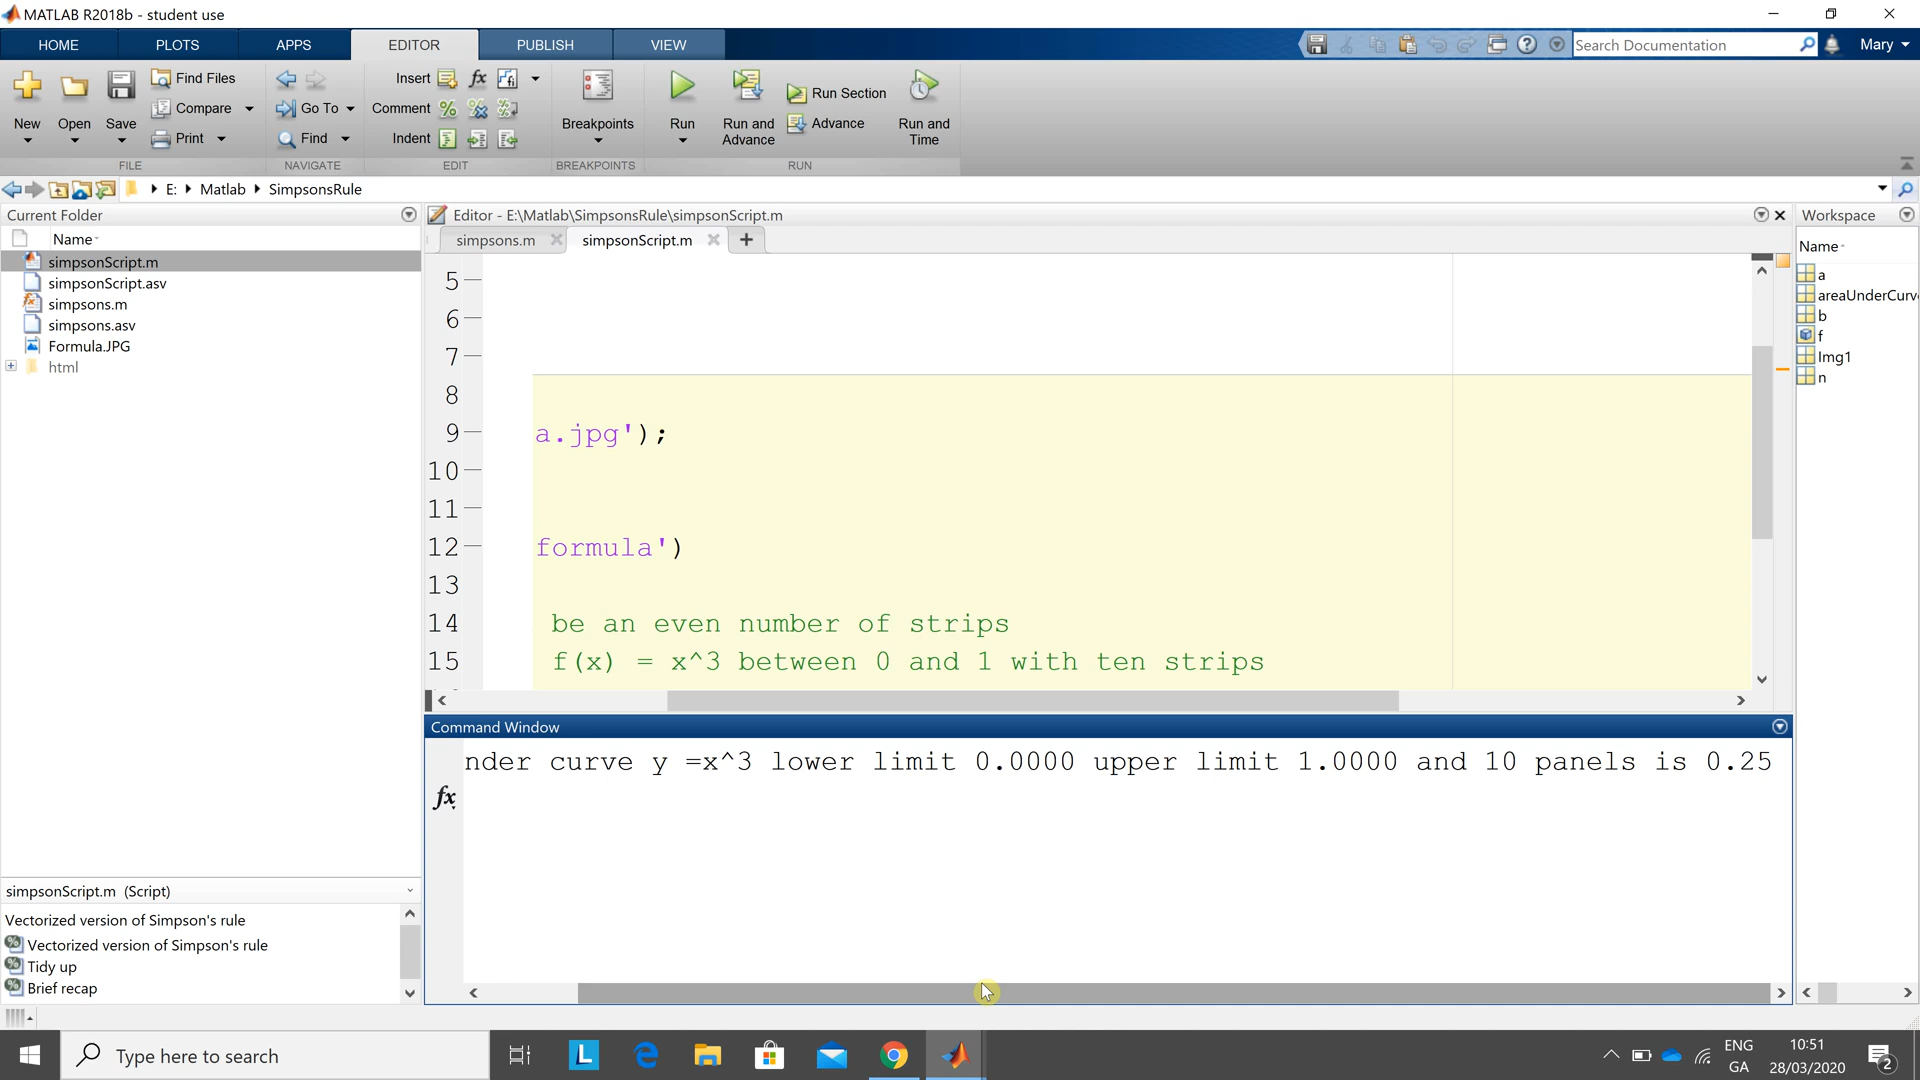 MATLAB R2018b - student use
HOME PLOTS APPS EDITOR PUBLISH VIEW Search Documentation Mary
Find Files Insert fx
New Open Save Compare Go To Comment Breakpoints Run Run and Advance Run Section Advance Run and Time
Print Find Indent
FILE NAVIGATE EDIT BREAKPOINTS RUN
E: Matlab SimpsonsRule
Current Folder
Name
simpsonScript.m
simpsonScript.asv
simpsons.m
simpsons.asv
Formula.JPG
html
simpsonScript.m (Script)
Vectorized version of Simpson's rule
Vectorized version of Simpson's rule
Tidy up
Brief recap
Editor - E:\Matlab\SimpsonsRule\simpsonScript.m
simpsons.m simpsonScript.m
5
6
7
8
9 a.jpg');
10
11
12 formula')
13
14 be an even number of strips
15 f(x) = x^3 between 0 and 1 with ten strips
Command Window
nder curve y =x^3 lower limit 0.0000 upper limit 1.0000 and 10 panels is 0.25
fx
Workspace
Name
a
areaUnderCurv
b
f
Img1
n
Type here to search
L
ENG
GA
10:51
28/03/2020
2